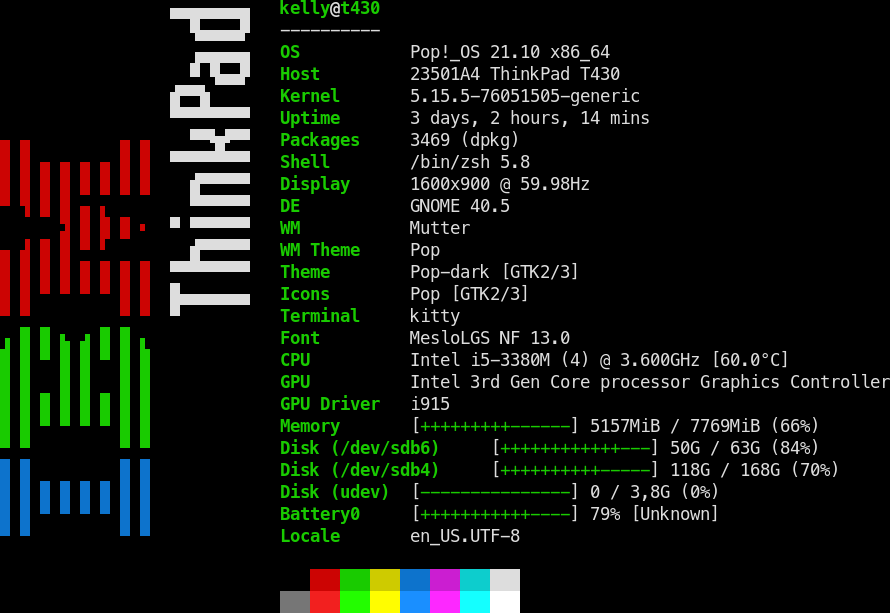 ThinkPad
kelly@t430
----------
OS Pop!_OS 21.10 x86_64
Host 23501A4 ThinkPad T430
Kernel 5.15.5-76051505-generic
Uptime 3 days, 2 hours, 14 mins
Packages 3469 (dpkg)
Shell /bin/zsh 5.8
Display 1600x900 @ 59.98Hz
DE GNOME 40.5
WM Mutter
WM Theme Pop
Theme Pop-dark [GTK2/3]
Icons Pop [GTK2/3]
Terminal kitty
Font MesloLGS NF 13.0
CPU Intel i5-3380M (4) @ 3.600GHz [60.0°C]
GPU Intel 3rd Gen Core processor Graphics Controller
GPU Driver i915
Memory [+++++++++------] 5157MiB / 7769MiB (66%)
Disk (/dev/sdb6) [++++++++++++---] 50G / 63G (84%)
Disk (/dev/sdb4) [++++++++++-----] 118G / 168G (70%)
Disk (udev) [---------------] 0 / 3,8G (0%)
Battery0 [+++++++++++----] 79% [Unknown]
Locale en_US.UTF-8
IBM